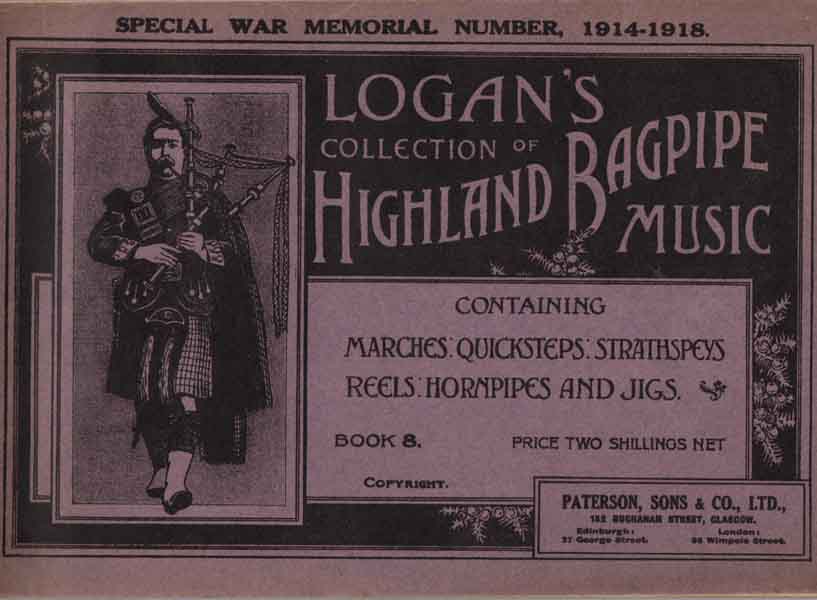 SPECIAL WAR MEMORIAL NUMBER, 1914-1918.
LOGAN'S
COLLECTION OF
HIGHLAND BAGPIPE
MUSIC
CONTAINING
MARCHES: QUICKSTEPS: STRATHSPEYS
REELS: HORNPIPES AND JIGS.
BOOK 8. PRICE TWO SHILLINGS NET
COPYRIGHT.
PATERSON, SONS & CO., LTD.,
152 BUCHANAN STREET, GLASGOW.
Edinburgh: London:
27 George Street. 95 Wimpole Street.